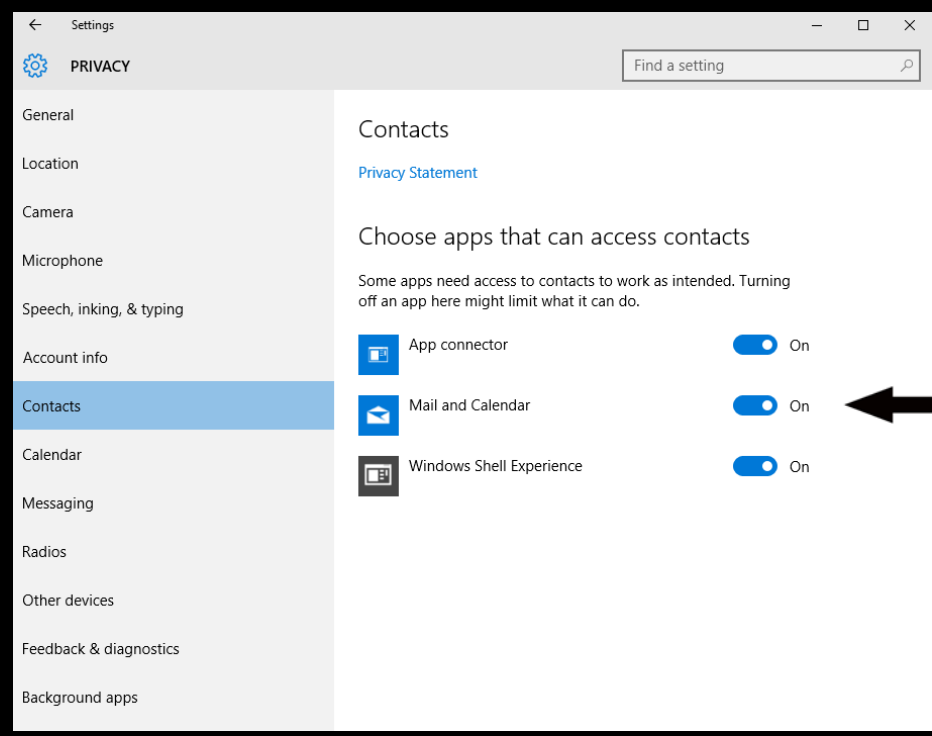 Settings
PRIVACY
Find a setting
General
Location
Camera
Microphone
Speech, inking, & typing
Account info
Contacts
Calendar
Messaging
Radios
Other devices
Feedback & diagnostics
Background apps
Contacts
Privacy Statement
Choose apps that can access contacts
Some apps need access to contacts to work as intended. Turning
off an app here might limit what it can do.
App connector On
Mail and Calendar On
Windows Shell Experience On